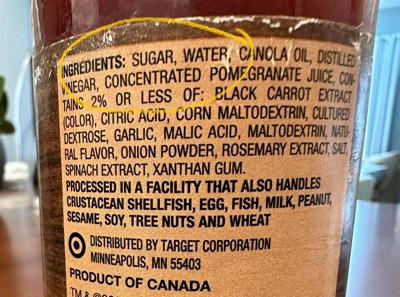 INGREDIENTS: SUGAR, WATER, CANOLA OIL, DISTILLED
VINEGAR, CONCENTRATED POMEGRANATE JUICE, CON-
TAINS 2% OR LESS OF: BLACK CARROT EXTRACT
(COLOR), CITRIC ACID, CORN MALTODEXTRIN, CULTURED
DEXTROSE, GARLIC, MALIC ACID, MALTODEXTRIN, NATU-
RAL FLAVOR, ONION POWDER, ROSEMARY EXTRACT, SALT,
SPINACH EXTRACT, XANTHAN GUM.
PROCESSED IN A FACILITY THAT ALSO HANDLES
CRUSTACEAN SHELLFISH, EGG, FISH, MILK, PEANUT,
SESAME, SOY, TREE NUTS AND WHEAT
DISTRIBUTED BY TARGET CORPORATION
MINNEAPOLIS, MN 55403
PRODUCT OF CANADA
TM &